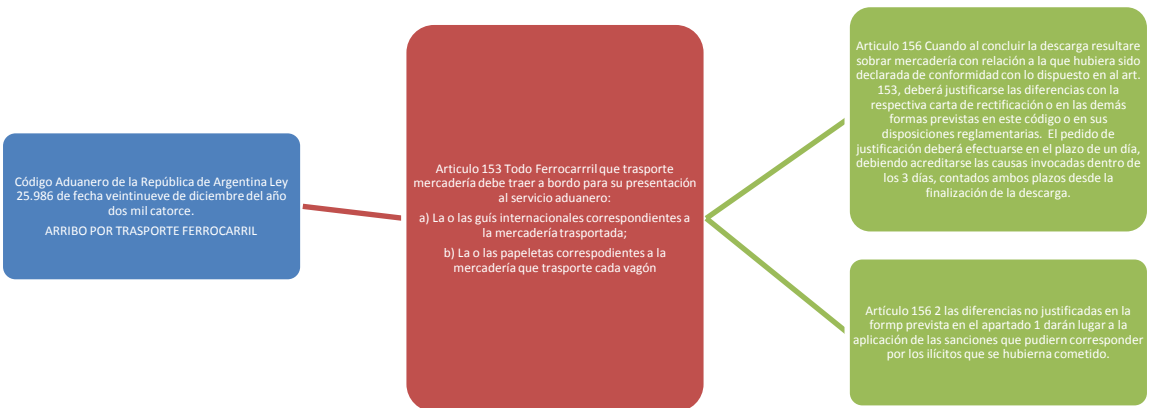 Código Aduanero de la República de Argentina Ley
25.986 de fecha veintinueve de diciembre del año
dos mil catorce.
ARRIBO POR TRASPORTE FERROCARRIL
Articulo 153 Todo Ferrocarrril que trasporte
mercadería debe traer a bordo para su presentación
al servicio aduanero:
a) La o las guís internacionales correspondientes a
la mercadería trasportada;
b) La o las papeletas correspodientes a la
mercadería que trasporte cada vagón
Articulo 156 Cuando al concluir la descarga resultare
sobrar mercadería con relación a la que hubiera sido
declarada de conformidad con lo dispuesto en al art.
153, deberá justificarse las diferencias con la
respectiva carta de rectificación o en las demás
formas previstas en este código o en sus
disposiciones reglamentarias. El pedido de
justificación deberá efectuarse en el plazo de un día,
debiendo acreditarse las causas invocadas dentro de
los 3 días, contados ambos plazos desde la
finalización de la descarga.
Artículo 156 2 las diferencias no justificadas en la
formp prevista en el apartado 1 darán lugar a la
aplicación de las sanciones que pudiern corresponder
por los ilícitos que se hubierna cometido.